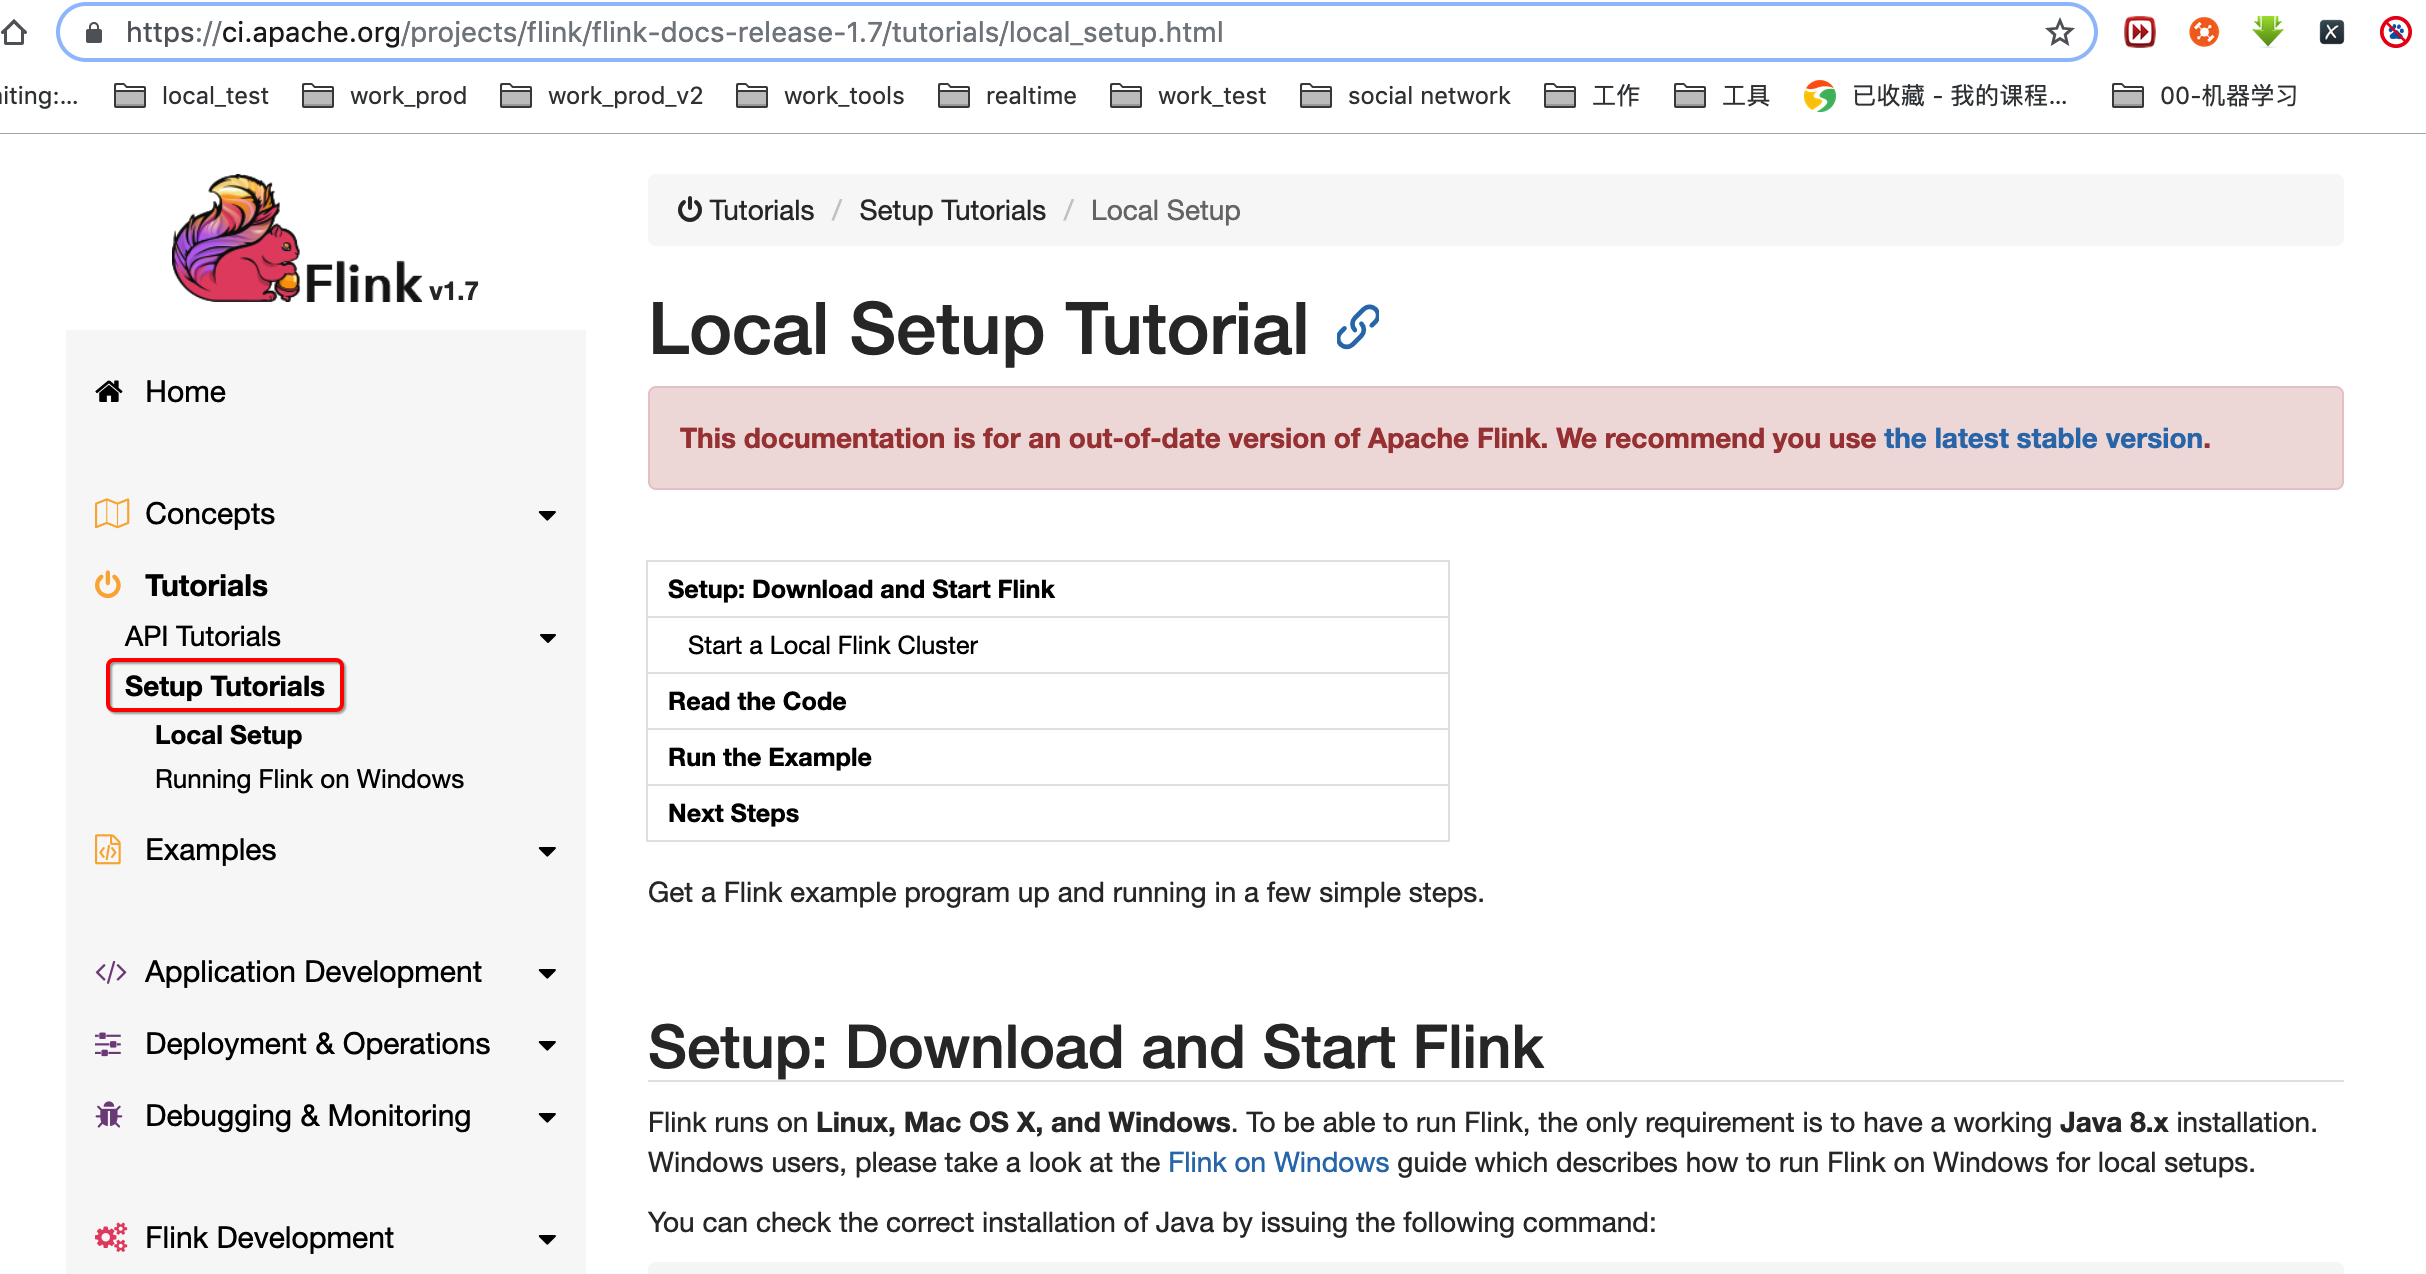 https://ci.apache.org/projects/flink/flink-docs-release-1.7/tutorials/local_setup.html
iting:... local_test work_prod work_prod_v2 work_tools realtime work_test social network 工作 工具 已收藏 - 我的课程... 00-机器学习
Flink v1.7
Home
Concepts
Tutorials
API Tutorials
Setup Tutorials
Local Setup
Running Flink on Windows
Examples
Application Development
Deployment & Operations
Debugging & Monitoring
Flink Development
Tutorials / Setup Tutorials / Local Setup
Local Setup Tutorial
This documentation is for an out-of-date version of Apache Flink. We recommend you use the latest stable version.
Setup: Download and Start Flink
Start a Local Flink Cluster
Read the Code
Run the Example
Next Steps
Get a Flink example program up and running in a few simple steps.
Setup: Download and Start Flink
Flink runs on Linux, Mac OS X, and Windows. To be able to run Flink, the only requirement is to have a working Java 8.x installation.
Windows users, please take a look at the Flink on Windows guide which describes how to run Flink on Windows for local setups.
You can check the correct installation of Java by issuing the following command: